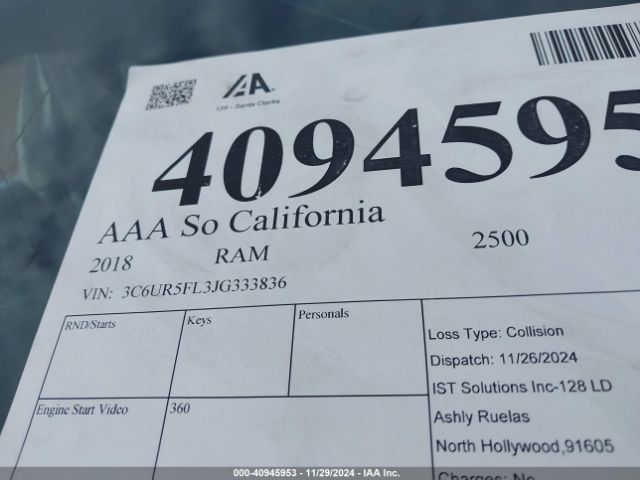 IAA.
128 - Santa Clarita
4094595
AAA So California
2018 RAM 2500
VIN: 3C6UR5FL3JG333836
RND/Starts Keys Personals
Loss Type: Collision
Dispatch: 11/26/2024
IST Solutions Inc-128 LD
Engine Start Video 360
Ashly Ruelas
North Hollywood,91605
Charges: No
000-40945953 - 11/29/2024 - IAA Inc.